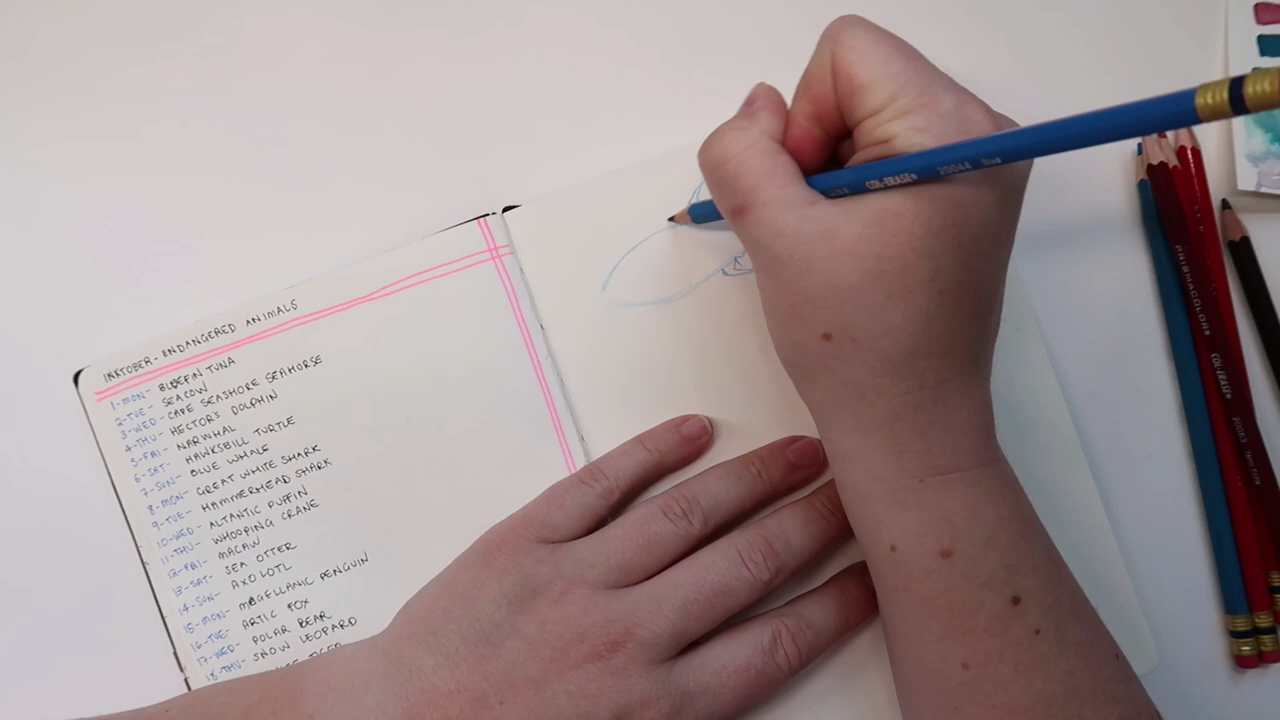 INKTOBER - ENDANGERED ANIMALS
1-MON- BLUEFIN TUNA
2-TUE- SEACOW
3-WED- CAPE SEASHORE SEAHORSE
4-THU- HECTOR'S DOLPHIN
5-FRI- NARWHAL
6-SAT- HAWKSBILL TURTLE
7-SUN- BLUE WHALE
8-MON- GREAT WHITE SHARK
9-TUE- HAMMERHEAD SHARK
10-WED- ALTANTIC PUFFIN
11-THU- WHOOPING CRANE
12-FRI- MACAW
13-SAT- SEA OTTER
14-SUN- AXOLOTL
15-MON- MAGELLANIC PENGUIN
16-TUE- ARTIC FOX
17-WED- POLAR BEAR
18-THU- SNOW LEOPARD
COL-ERASE® 20044 Blue
PRISMACOLOR® COL-ERASE® 20063